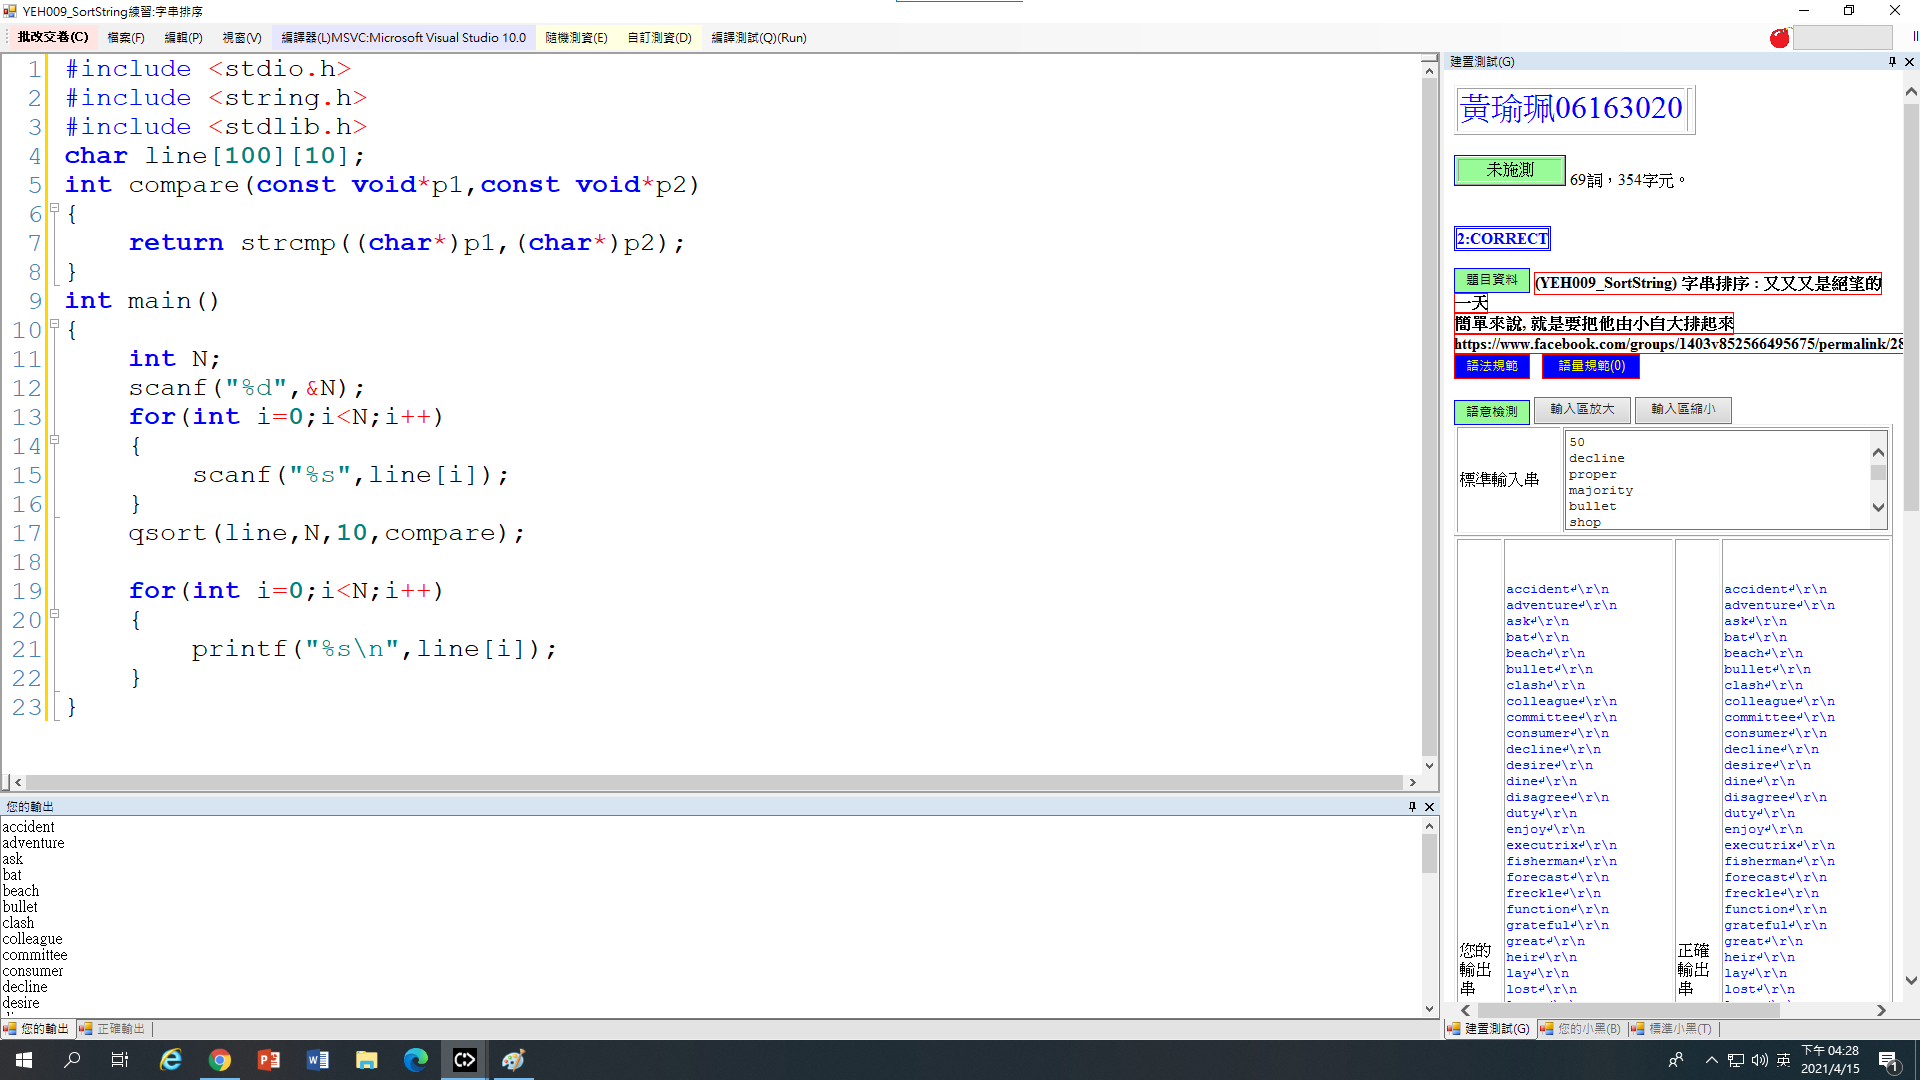 YEH009_SortString練習:字串排序
批改交卷(C) 檔案(F) 編輯(P) 視窗(V) 編譯器(L)MSVC:Microsoft Visual Studio 10.0 隨機測資(E) 自訂測資(D) 編譯測試(Q)(Run)
1 #include <stdio.h>
2 #include <string.h>
3 #include <stdlib.h>
4 char line[100][10];
5 int compare(const void*p1,const void*p2)
6 {
7 return strcmp((char*)p1,(char*)p2);
8 }
9 int main()
10 {
11 int N;
12 scanf("%d",&N);
13 for(int i=0;i<N;i++)
14 {
15 scanf("%s",line[i]);
16 }
17 qsort(line,N,10,compare);
18
19 for(int i=0;i<N;i++)
20 {
21 printf("%s\n",line[i]);
22 }
23 }
您的輸出
accident
adventure
ask
bat
beach
bullet
clash
colleague
committee
consumer
decline
desire
您的輸出 正確輸出
建置測試(G)
黃瑜珮06163020
未施測 69詞，354字元。
2:CORRECT
題目資料 (YEH009_SortString) 字串排序 : 又又又是絕望的
一天
簡單來說, 就是要把他由小自大排起來
https://www.facebook.com/groups/1403v852566495675/permalink/28
語法規範 語量規範(0)
語意檢測 輸入區放大 輸入區縮小
標準輸入串
50
decline
proper
majority
bullet
shop
您的
輸出
串
accident↲\r\n
adventure↲\r\n
ask↲\r\n
bat↲\r\n
beach↲\r\n
bullet↲\r\n
clash↲\r\n
colleague↲\r\n
committee↲\r\n
consumer↲\r\n
decline↲\r\n
desire↲\r\n
dine↲\r\n
disagree↲\r\n
duty↲\r\n
enjoy↲\r\n
executrix↲\r\n
fisherman↲\r\n
forecast↲\r\n
freckle↲\r\n
function↲\r\n
grateful↲\r\n
great↲\r\n
heir↲\r\n
lay↲\r\n
lost↲\r\n
正確
輸出
串
accident↲\r\n
adventure↲\r\n
ask↲\r\n
bat↲\r\n
beach↲\r\n
bullet↲\r\n
clash↲\r\n
colleague↲\r\n
committee↲\r\n
consumer↲\r\n
decline↲\r\n
desire↲\r\n
dine↲\r\n
disagree↲\r\n
duty↲\r\n
enjoy↲\r\n
executrix↲\r\n
fisherman↲\r\n
forecast↲\r\n
freckle↲\r\n
function↲\r\n
grateful↲\r\n
great↲\r\n
heir↲\r\n
lay↲\r\n
lost↲\r\n
建置測試(G) 您的小黑(B) 標準小黑(T)
英 下午 04:28
2021/4/15
1